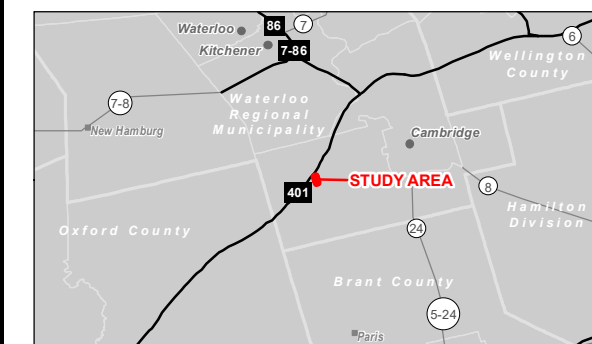 Waterloo
86
7
Kitchener
7-86
6
Wellington
County
7-8
Waterloo
Regional
Municipality
New Hamburg
Cambridge
STUDY AREA
401
8
Hamilton
Division
Oxford County
24
Brant County
5-24
Paris